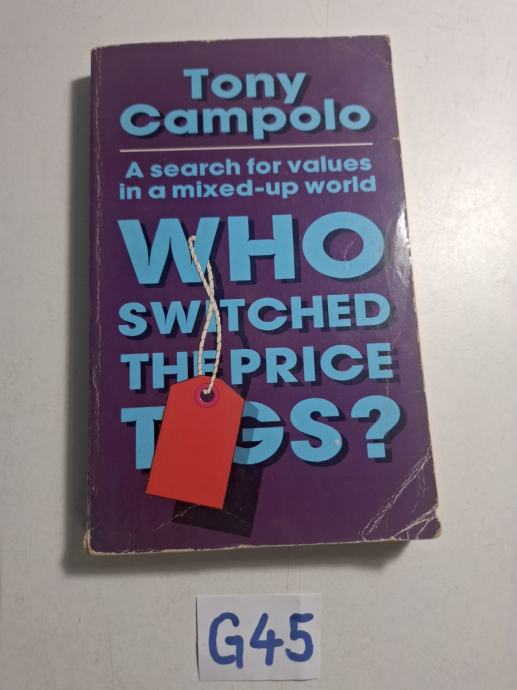 Tony
Campolo
A search for values
in a mixed-up world
WHO
SWITCHED
THE PRICE
TAGS?
G45